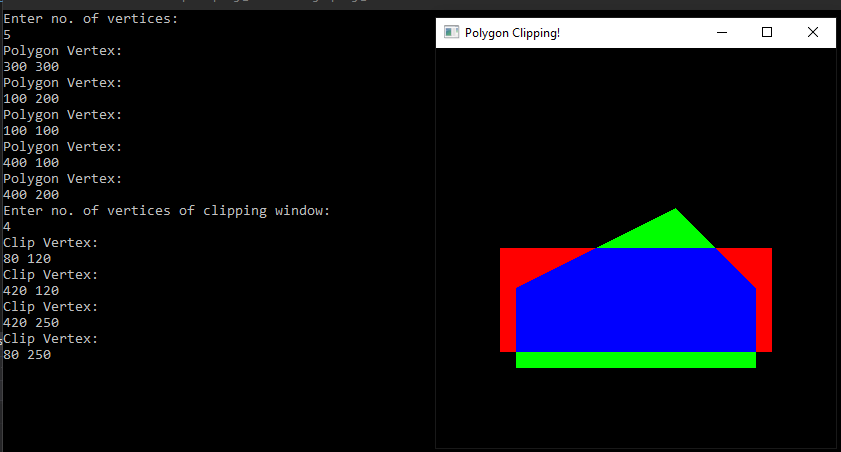 Enter no. of vertices:
5
Polygon Vertex:
300 300
Polygon Vertex:
100 200
Polygon Vertex:
100 100
Polygon Vertex:
400 100
Polygon Vertex:
400 200
Enter no. of vertices of clipping window:
4
Clip Vertex:
80 120
Clip Vertex:
420 120
Clip Vertex:
420 250
Clip Vertex:
80 250
Polygon Clipping!